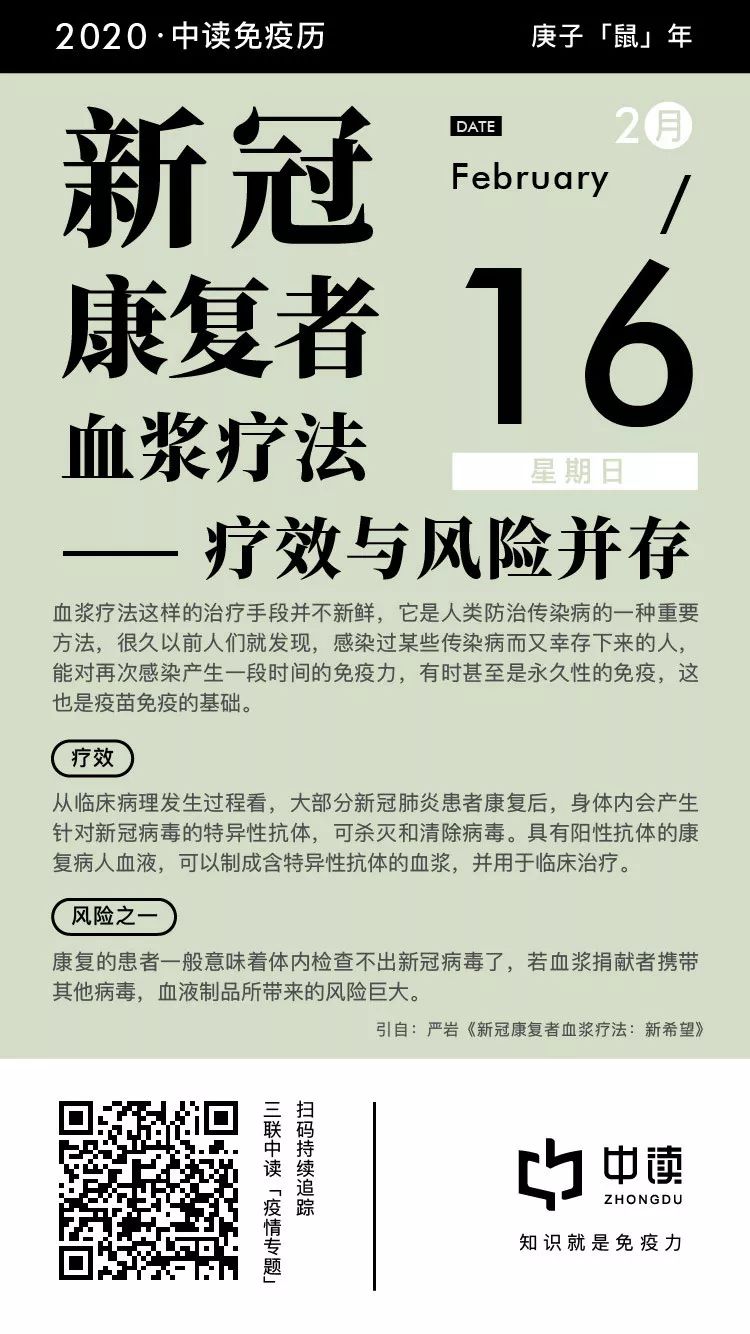 2020·中读免疫历
庚子「鼠」年
新冠
康复者
血浆疗法
——疗效与风险并存
DATE
2月
February
/
16
星期日
血浆疗法这样的治疗手段并不新鲜，它是人类防治传染病的一种重要
方法，很久以前人们就发现，感染过某些传染病而又幸存下来的人，
能对再次感染产生一段时间的免疫力，有时甚至是永久性的免疫，这
也是疫苗免疫的基础。
疗效
从临床病理发生过程看，大部分新冠肺炎患者康复后，身体内会产生
针对新冠病毒的特异性抗体，可杀灭和清除病毒。具有阳性抗体的康
复病人血液，可以制成含特异性抗体的血浆，并用于临床治疗。
风险之一
康复的患者一般意味着体内检查不出新冠病毒了，若血浆捐献者携带
其他病毒，血液制品所带来的风险巨大。
引自：严岩《新冠康复者血浆疗法：新希望》
扫码持续追踪
三联中读「疫情专题」
中读
ZHONGDU
知识就是免疫力